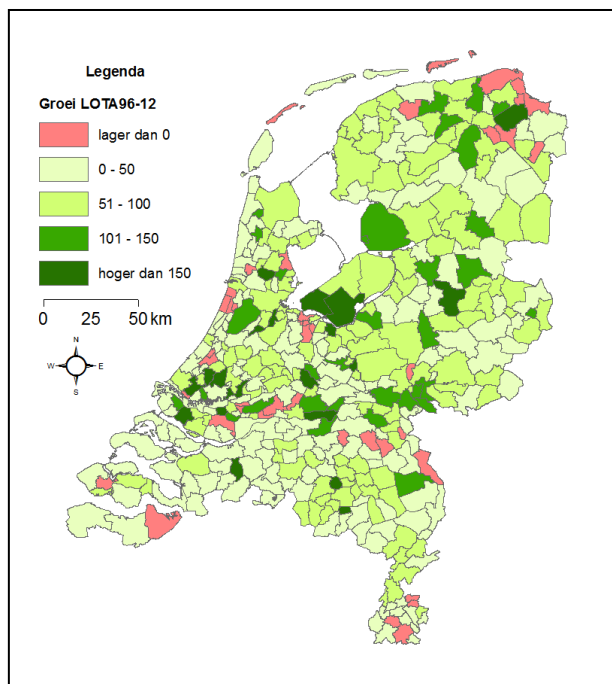 Legenda
Groei LOTA96-12
lager dan 0
0 - 50
51 - 100
101 - 150
hoger dan 150
0 25 50 km
N
W E
S